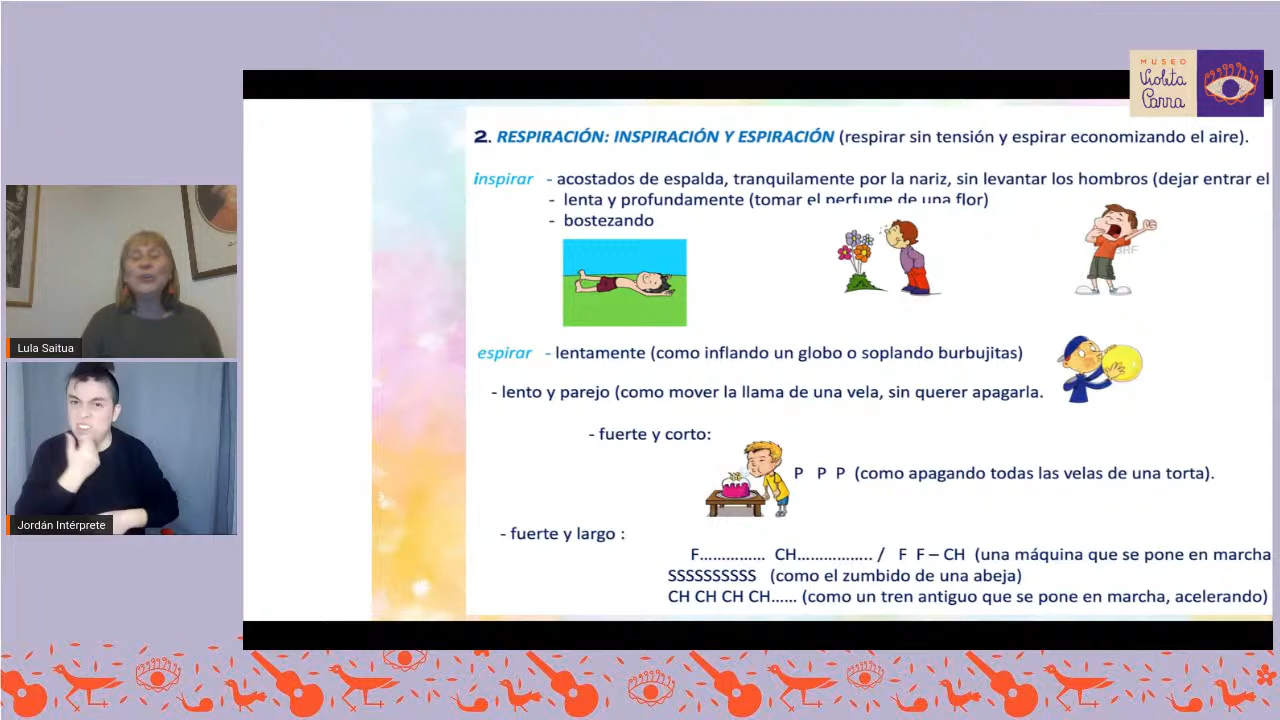 MUSEO
Violeta
Parra
2. RESPIRACIÓN: INSPIRACIÓN Y ESPIRACIÓN (respirar sin tensión y espirar economizando el aire).
inspirar - acostados de espalda, tranquilamente por la nariz, sin levantar los hombros (dejar entrar el
- lenta y profundamente (tomar el perfume de una flor)
- bostezando
espirar - lentamente (como inflando un globo o soplando burbujitas)
- lento y parejo (como mover la llama de una vela, sin querer apagarla.
- fuerte y corto:
P P P (como apagando todas las velas de una torta).
- fuerte y largo :
F.............. CH................. / F F – CH (una máquina que se pone en marcha
SSSSSSSSSS (como el zumbido de una abeja)
CH CH CH CH...... (como un tren antiguo que se pone en marcha, acelerando)
Lula Saitua
Jordán Intérprete